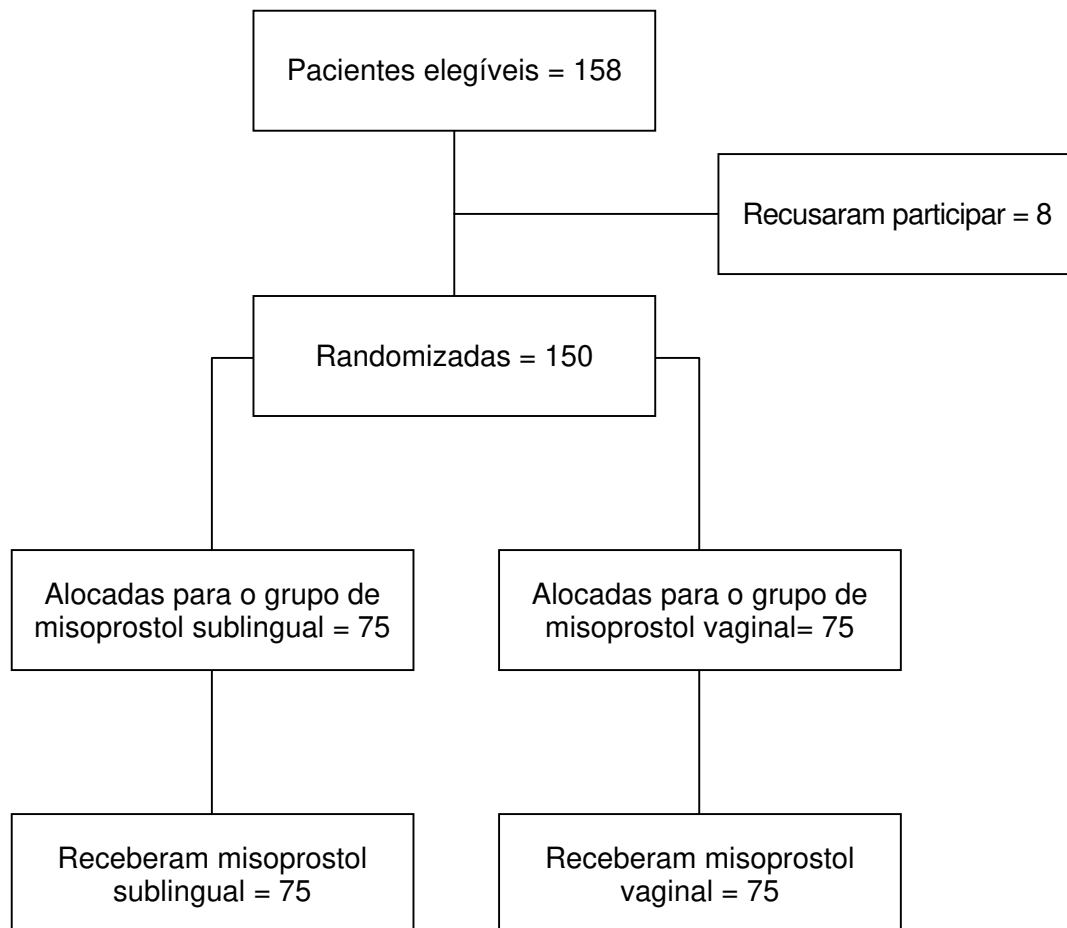 Pacientes elegíveis = 158
Recusaram participar = 8
Randomizadas = 150
Alocadas para o grupo de
misoprostol sublingual = 75
Alocadas para o grupo de
misoprostol vaginal= 75
Receberam misoprostol
sublingual = 75
Receberam misoprostol
vaginal = 75